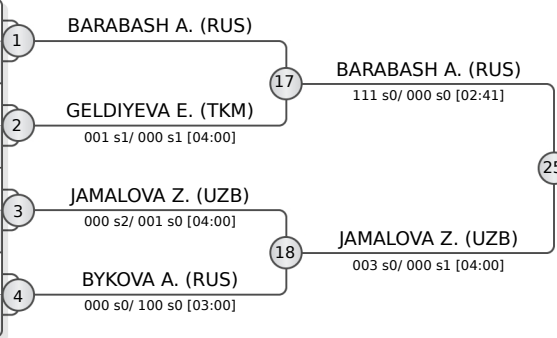 BARABASH A. (RUS)
1
17
BARABASH A. (RUS)
111 s0/ 000 s0 [02:41]
GELDIYEVA E. (TKM)
2
001 s1/ 000 s1 [04:00]
25
JAMALOVA Z. (UZB)
3
000 s2/ 001 s0 [04:00]
18
JAMALOVA Z. (UZB)
003 s0/ 000 s1 [04:00]
BYKOVA A. (RUS)
4
000 s0/ 100 s0 [03:00]